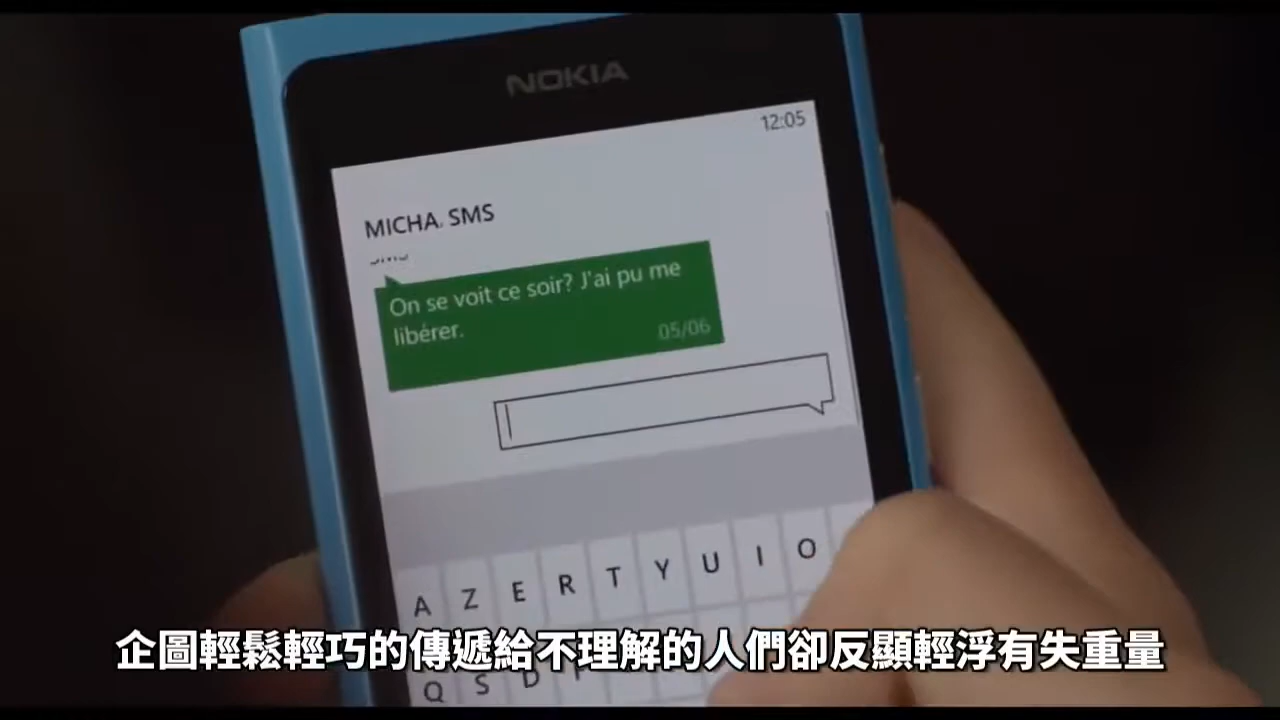 NOKIA
12:05
MICHA, SMS
On se voit ce soir? J'ai pu me
libérer.
05/06
A Z E R T Y U I O
企圖輕鬆輕巧的傳遞給不理解的人們卻反顯輕浮有失重量
Q S D